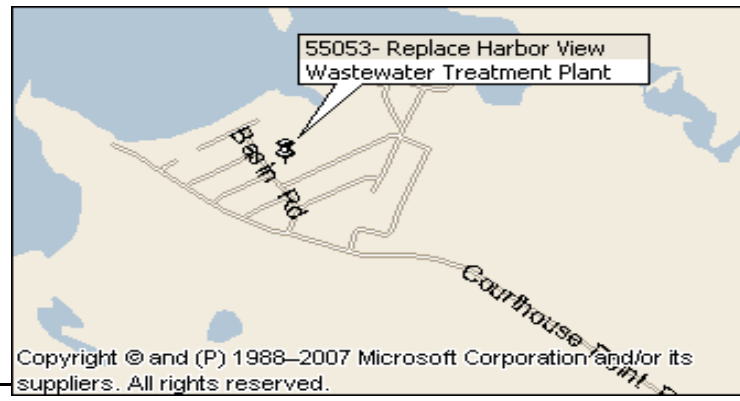 55053- Replace Harbor View
Wastewater Treatment Plant
Basin Rd
Courthouse Point
Copyright © and (P) 1988–2007 Microsoft Corporation and/or its
suppliers. All rights reserved.